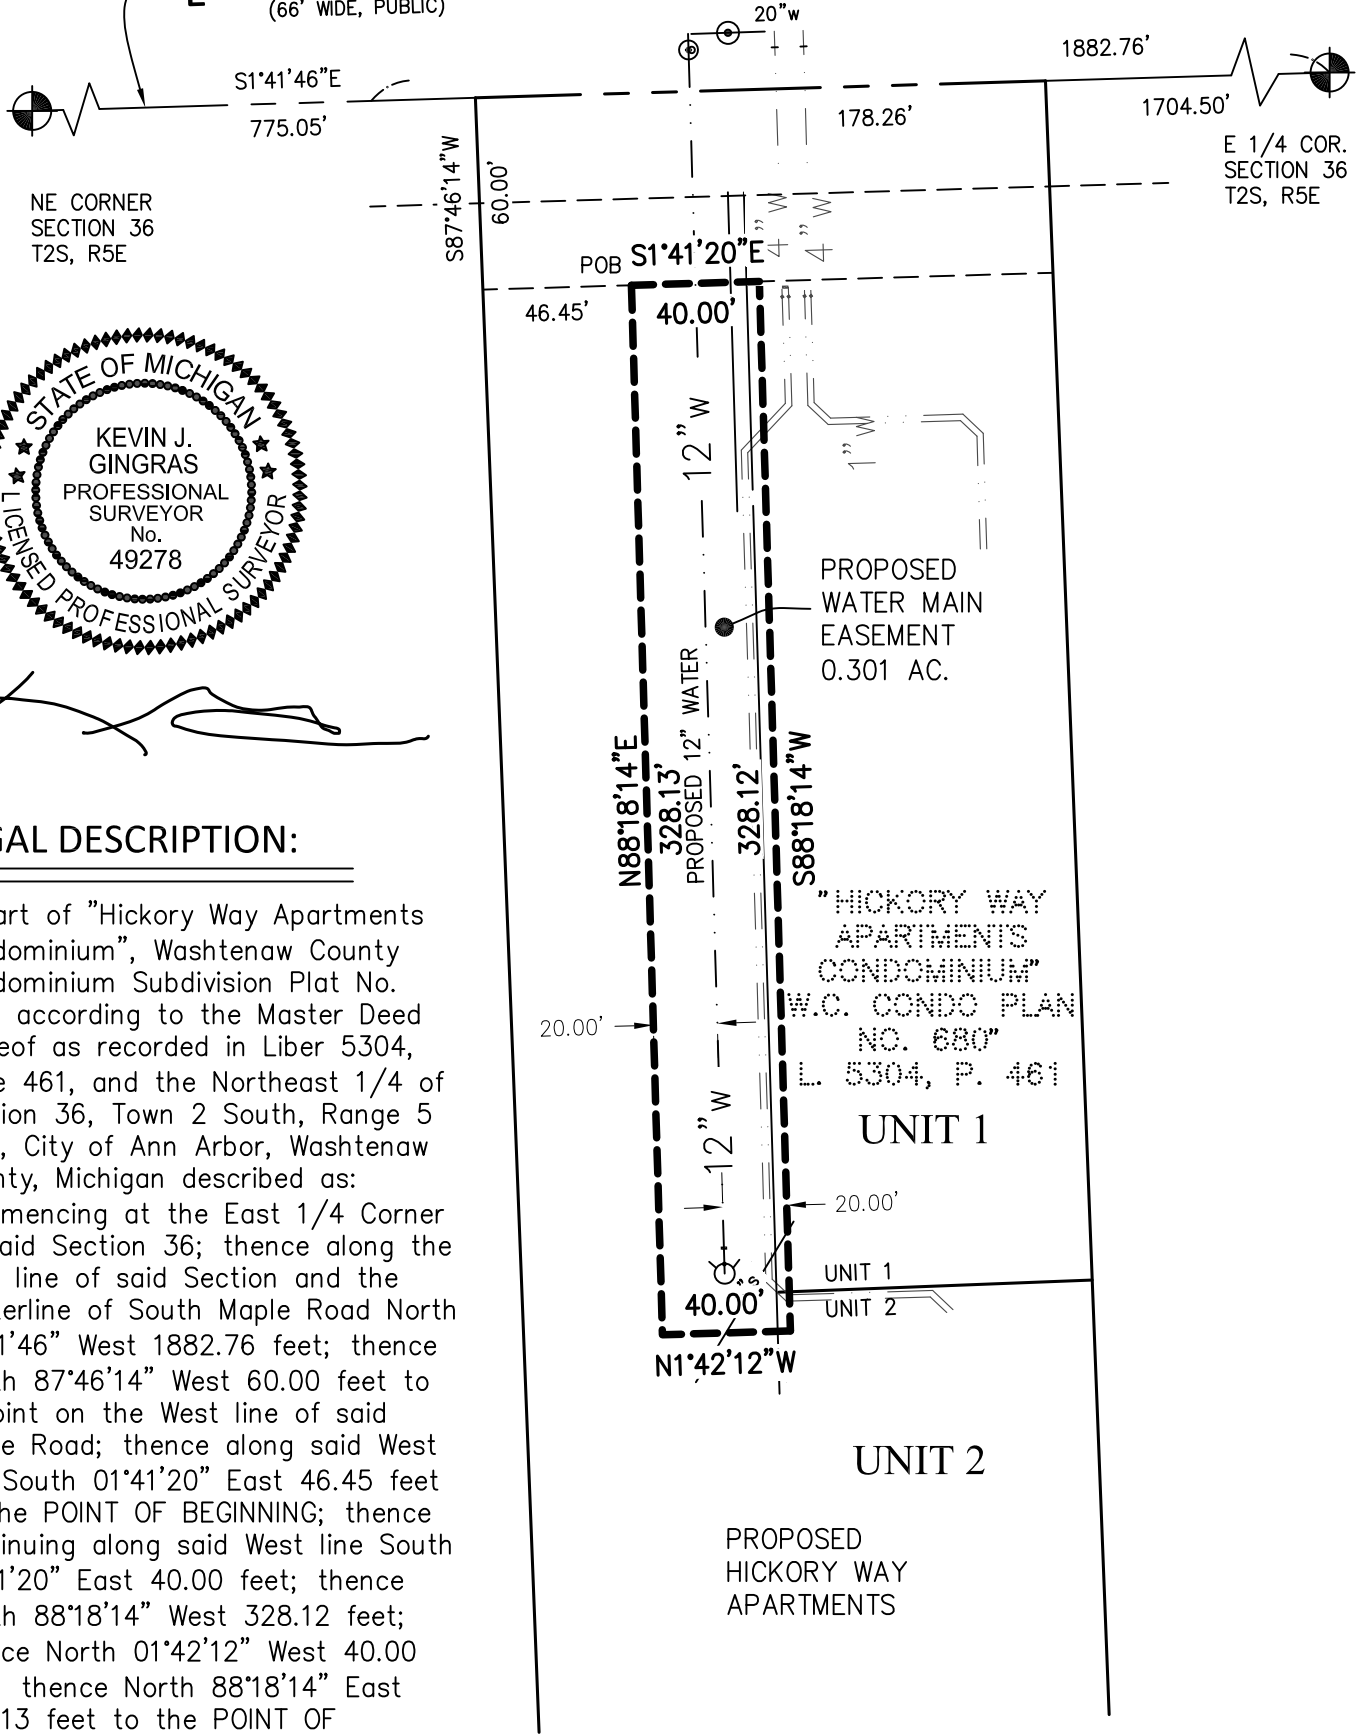 (66' WIDE, PUBLIC)
20"W
1882.76'
S1°41'46"E
775.05'
178.26'
1704.50'
NE CORNER
SECTION 36
T2S, R5E
E 1/4 COR.
SECTION 36
T2S, R5E
S87°46'14"W
60.00'
4" W
4" W
POB
S1°41'20"E
46.45'
40.00'
STATE OF MICHIGAN
KEVIN J.
GINGRAS
PROFESSIONAL
SURVEYOR
No.
49278
LICENSED PROFESSIONAL SURVEYOR
12" W
1" W
PROPOSED
WATER MAIN
EASEMENT
0.301 AC.
N88°18'14"E
328.13'
PROPOSED 12" WATER
328.12'
S88°18'14"W
"HICKORY WAY
APARTMENTS
CONDOMINIUM"
W.C. CONDO PLAN
NO. 680"
L. 5304, P. 461
UNIT 1
20.00'
12" W
20.00'
UNIT 1
UNIT 2
"S
40.00'
N1°42'12"W
UNIT 2
PROPOSED
HICKORY WAY
APARTMENTS
GAL DESCRIPTION:
art of "Hickory Way Apartments
dominium", Washtenaw County
dominium Subdivision Plat No.
according to the Master Deed
eof as recorded in Liber 5304,
e 461, and the Northeast 1/4 of
ion 36, Town 2 South, Range 5
, City of Ann Arbor, Washtenaw
nty, Michigan described as:
mencing at the East 1/4 Corner
aid Section 36; thence along the
line of said Section and the
terline of South Maple Road North
1'46" West 1882.76 feet; thence
h 87°46'14" West 60.00 feet to
oint on the West line of said
e Road; thence along said West
South 01°41'20" East 46.45 feet
he POINT OF BEGINNING; thence
tinuing along said West line South
1'20" East 40.00 feet; thence
h 88°18'14" West 328.12 feet;
ce North 01°42'12" West 40.00
thence North 88°18'14" East
13 feet to the POINT OF